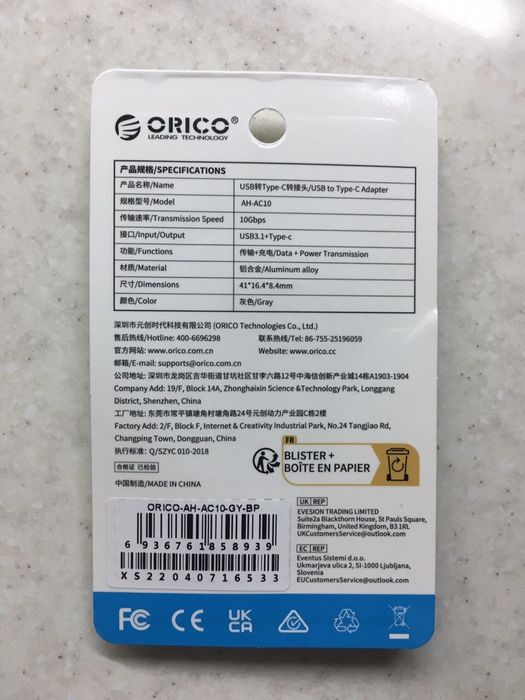 ORICO®
LEADING TECHNOLOGY
产品规格/SPECIFICATIONS
产品名称/Name USB转Type-C转接头/USB to Type-C Adapter
规格型号/Model AH-AC10
传输速率/Transmission Speed 10Gbps
接口/Input/Output USB3.1+Type-c
功能/Functions 传输+充电/Data + Power Transmission
材质/Material 铝合金/Aluminum alloy
尺寸/Dimensions 41*16.4*8.4mm
颜色/Color 灰色/Gray
深圳市元创时代科技有限公司 (ORICO Technologies Co., Ltd.)
售后热线/Hotline: 400-6696298 联系热线/Tel: 86-755-25196059
官方网站: www.orico.com.cn Website: www.orico.cc
邮箱/E-mail: supports@orico.com.cn
公司地址: 深圳市龙岗区吉华街道甘坑社区甘李六路12号中海信创新产业城14A1903-1904
Company Add: 19/F, Block 14A, Zhonghaixin Science &Technology Park, Longgang
District, Shenzhen, China
工厂地址: 东莞市常平镇塘角村塘角路24号元创动力产业园C栋2楼
Factory Add: 2/F, Block F, Internet & Creativity Industrial Park, No.24 Tangjiao Rd,
Changping Town, Dongguan, China
执行标准: Q/SZYC 010-2018
合格证 已检验
中国制造/MADE IN CHINA
FR
BLISTER +
BOÎTE EN PAPIER
ORICO-AH-AC10-GY-BP
6936761858939
XS22040716533
UK REP
EVESION TRADING LIMITED
Suite2a Blackthorn House, St Pauls Square,
Birmingham, United Kingdom, B3 1RL
UKCustomersService@outlook.com
EC REP
Eventus Sistemi d.o.o.
Ukmarjeva ulica 2, SI-1000 Ljubljana,
Slovenia
EUCustomersService@outlook.com
FC CE UK
CA